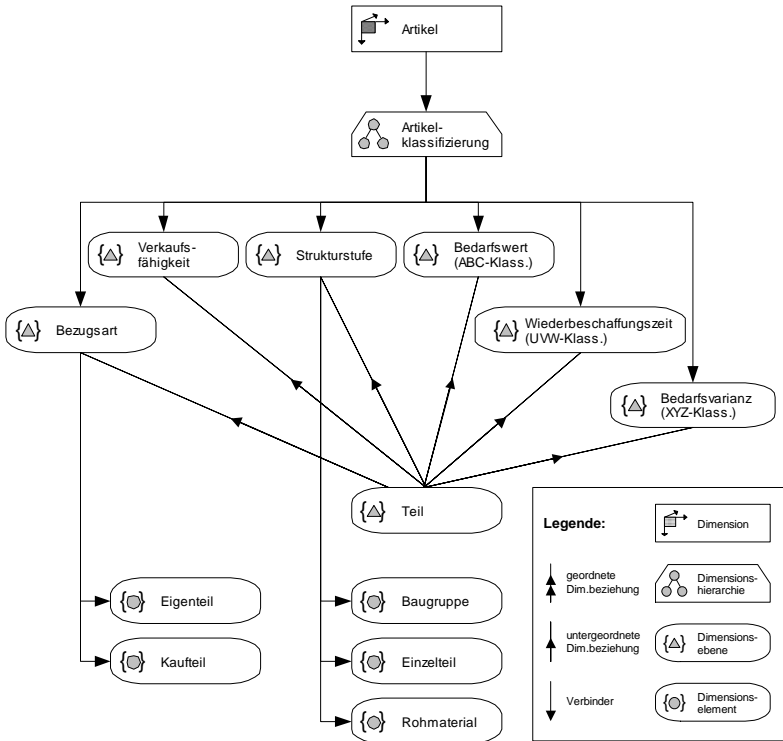 Artikel
Artikel-
klassifizierung
Verkaufs-
fähigkeit
Strukturstufe
Bedarfswert
(ABC-Klass.)
Bezugsart
Wiederbeschaffungszeit
(UVW-Klass.)
Bedarfsvarianz
(XYZ-Klass.)
Teil
Eigenteil
Kaufteil
Baugruppe
Einzelteil
Rohmaterial
Legende:
Dimension
geordnete
Dim.beziehung
Dimensions-
hierarchie
untergeordnete
Dim.beziehung
Dimensions-
ebene
Verbinder
Dimensions-
element